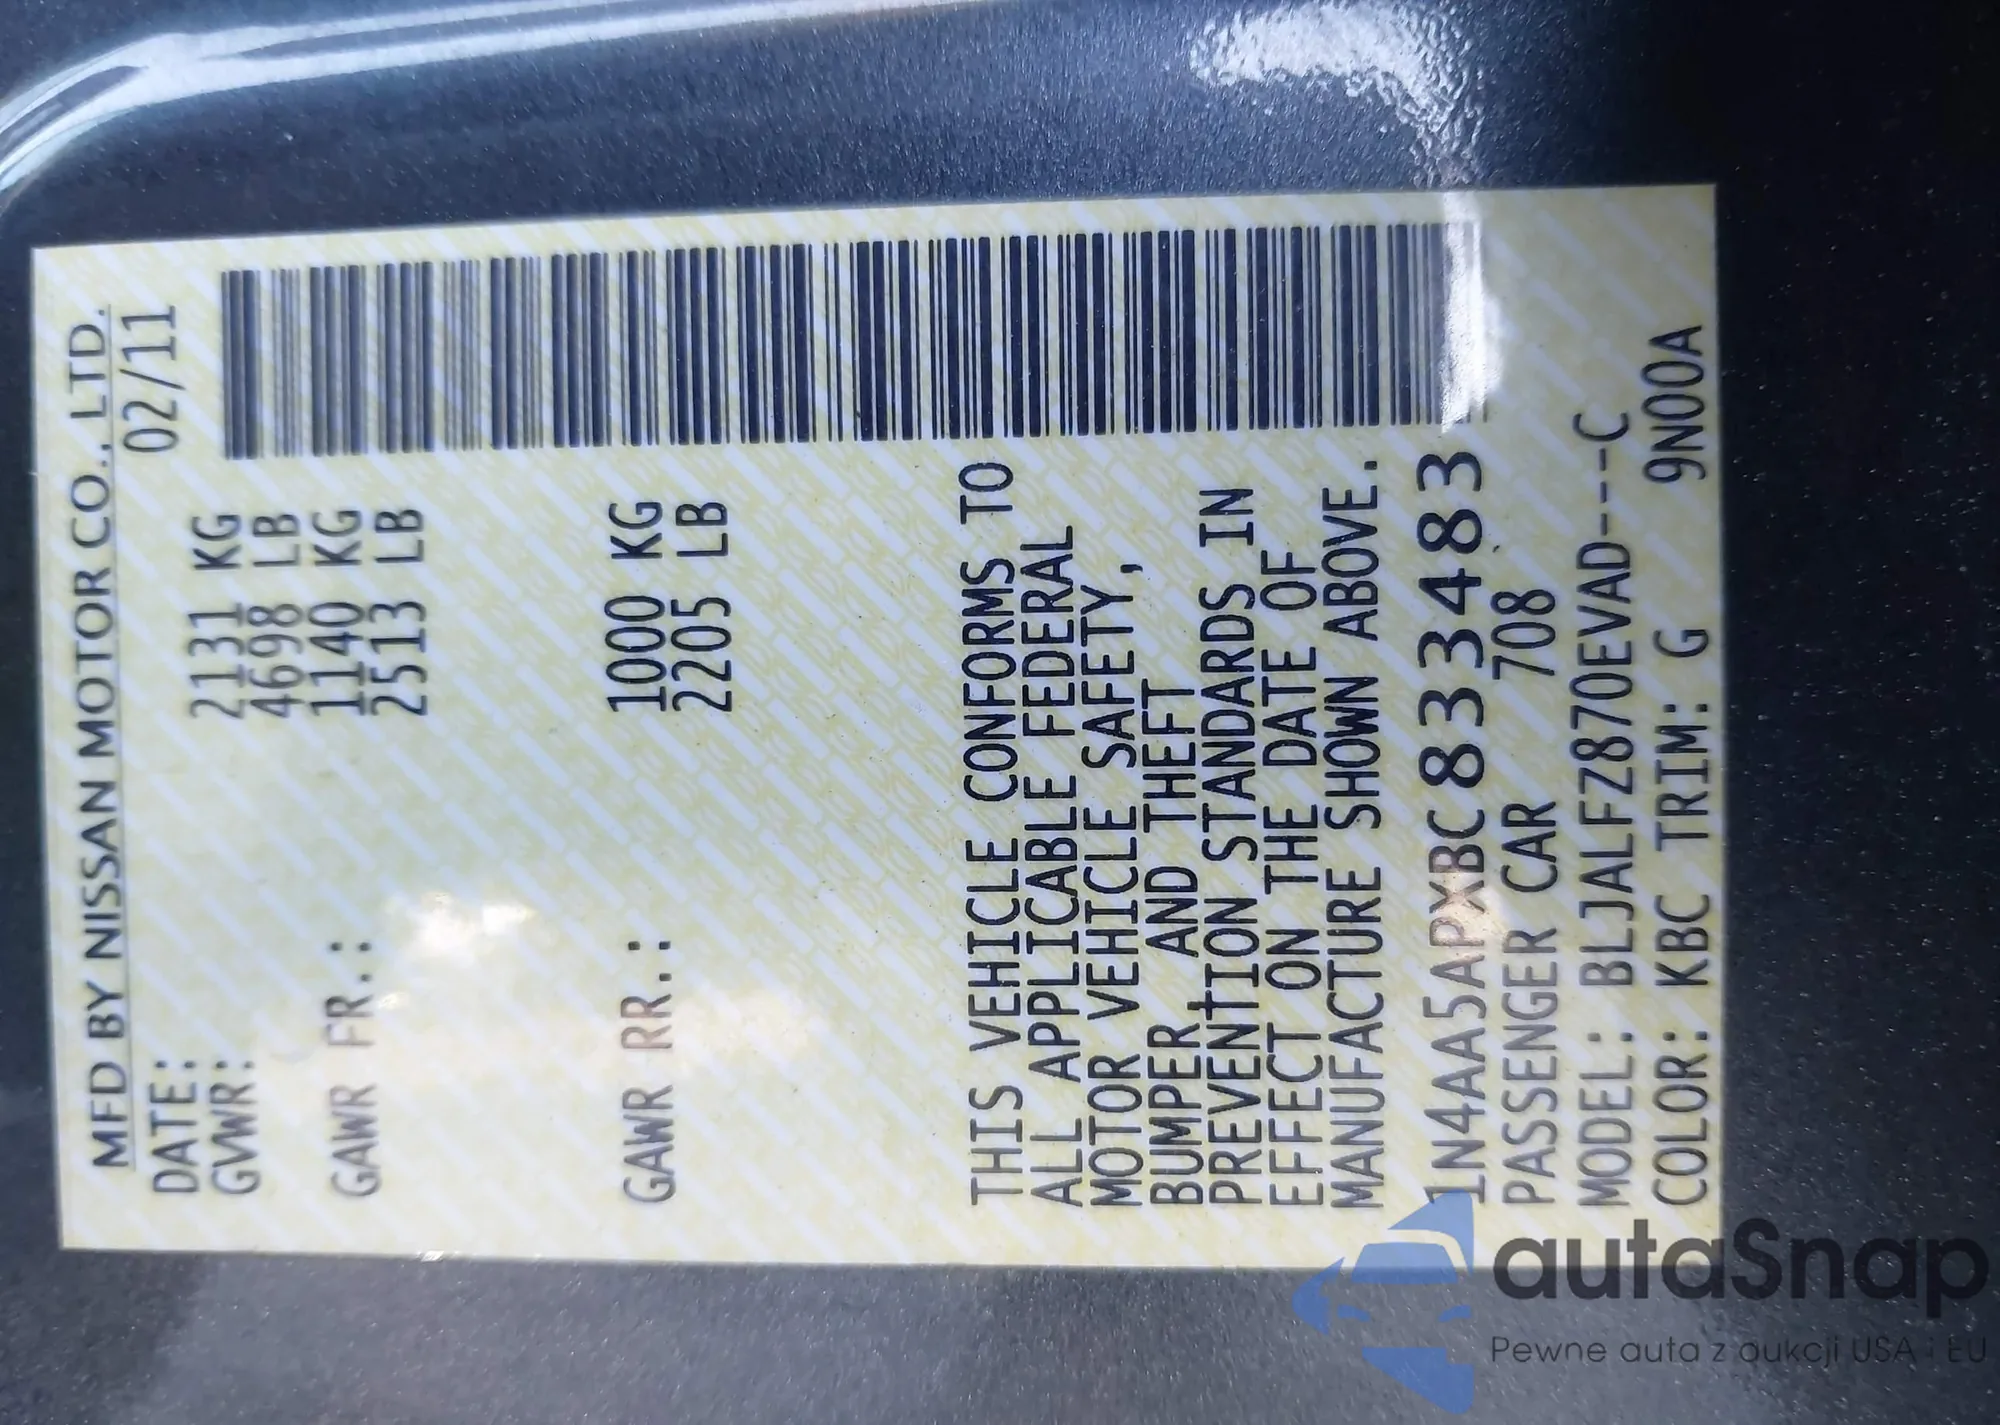 MFD BY NISSAN MOTOR CO., LTD.
DATE: 02/11
GVWR: 2131 KG
4698 LB
GAWR FR.: 1140 KG
2513 LB
GAWR RR.: 1000 KG
2205 LB
THIS VEHICLE CONFORMS TO
ALL APPLICABLE FEDERAL
MOTOR VEHICLE SAFETY,
BUMPER AND THEFT
PREVENTION STANDARDS IN
EFFECT ON THE DATE OF
MANUFACTURE SHOWN ABOVE.
1N4AA5APXBC833483
PASSENGER CAR 708
MODEL: BLJALFZ870EVAD---C
COLOR: KBC TRIM: G 9N00A
autaSnap
Pewne auta z aukcji USA i EU